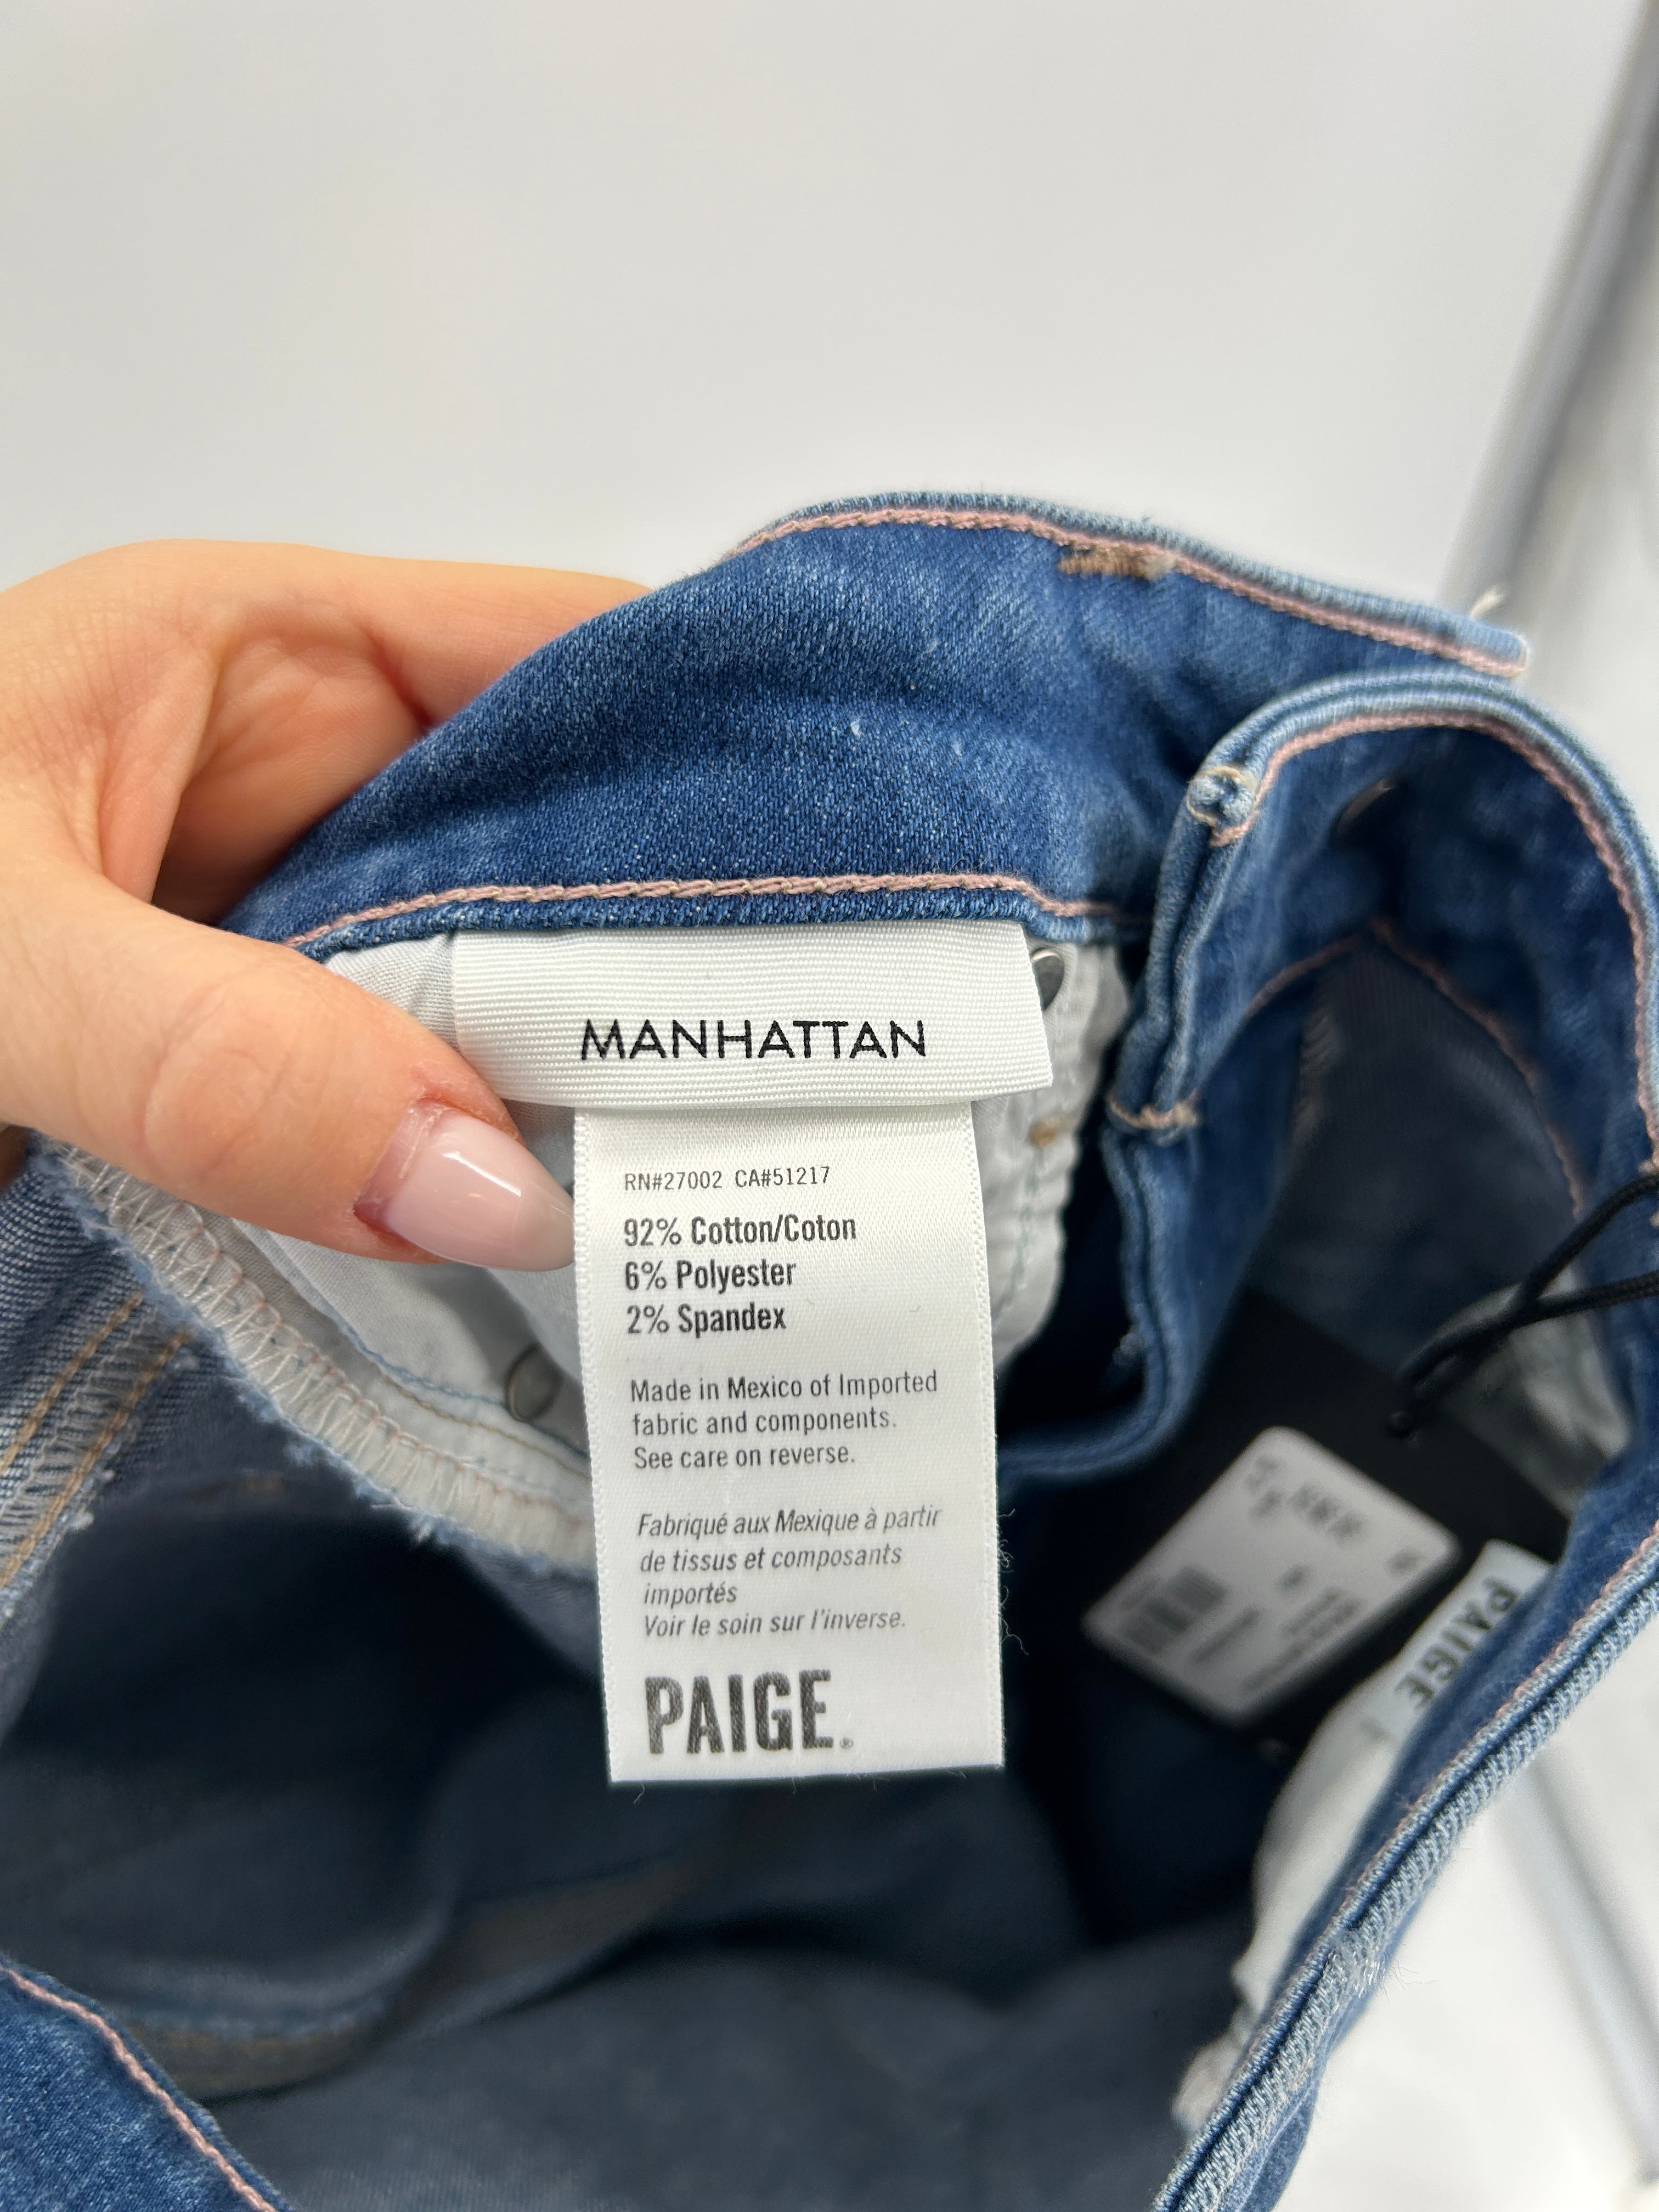 MANHATTAN
RN#27002 CA#51217
92% Cotton/Coton
6% Polyester
2% Spandex
Made in Mexico of Imported
fabric and components.
See care on reverse.
Fabriqué aux Mexique à partir
de tissus et composants
importés
Voir le soin sur l'inverse.
PAIGE®
PAIGE